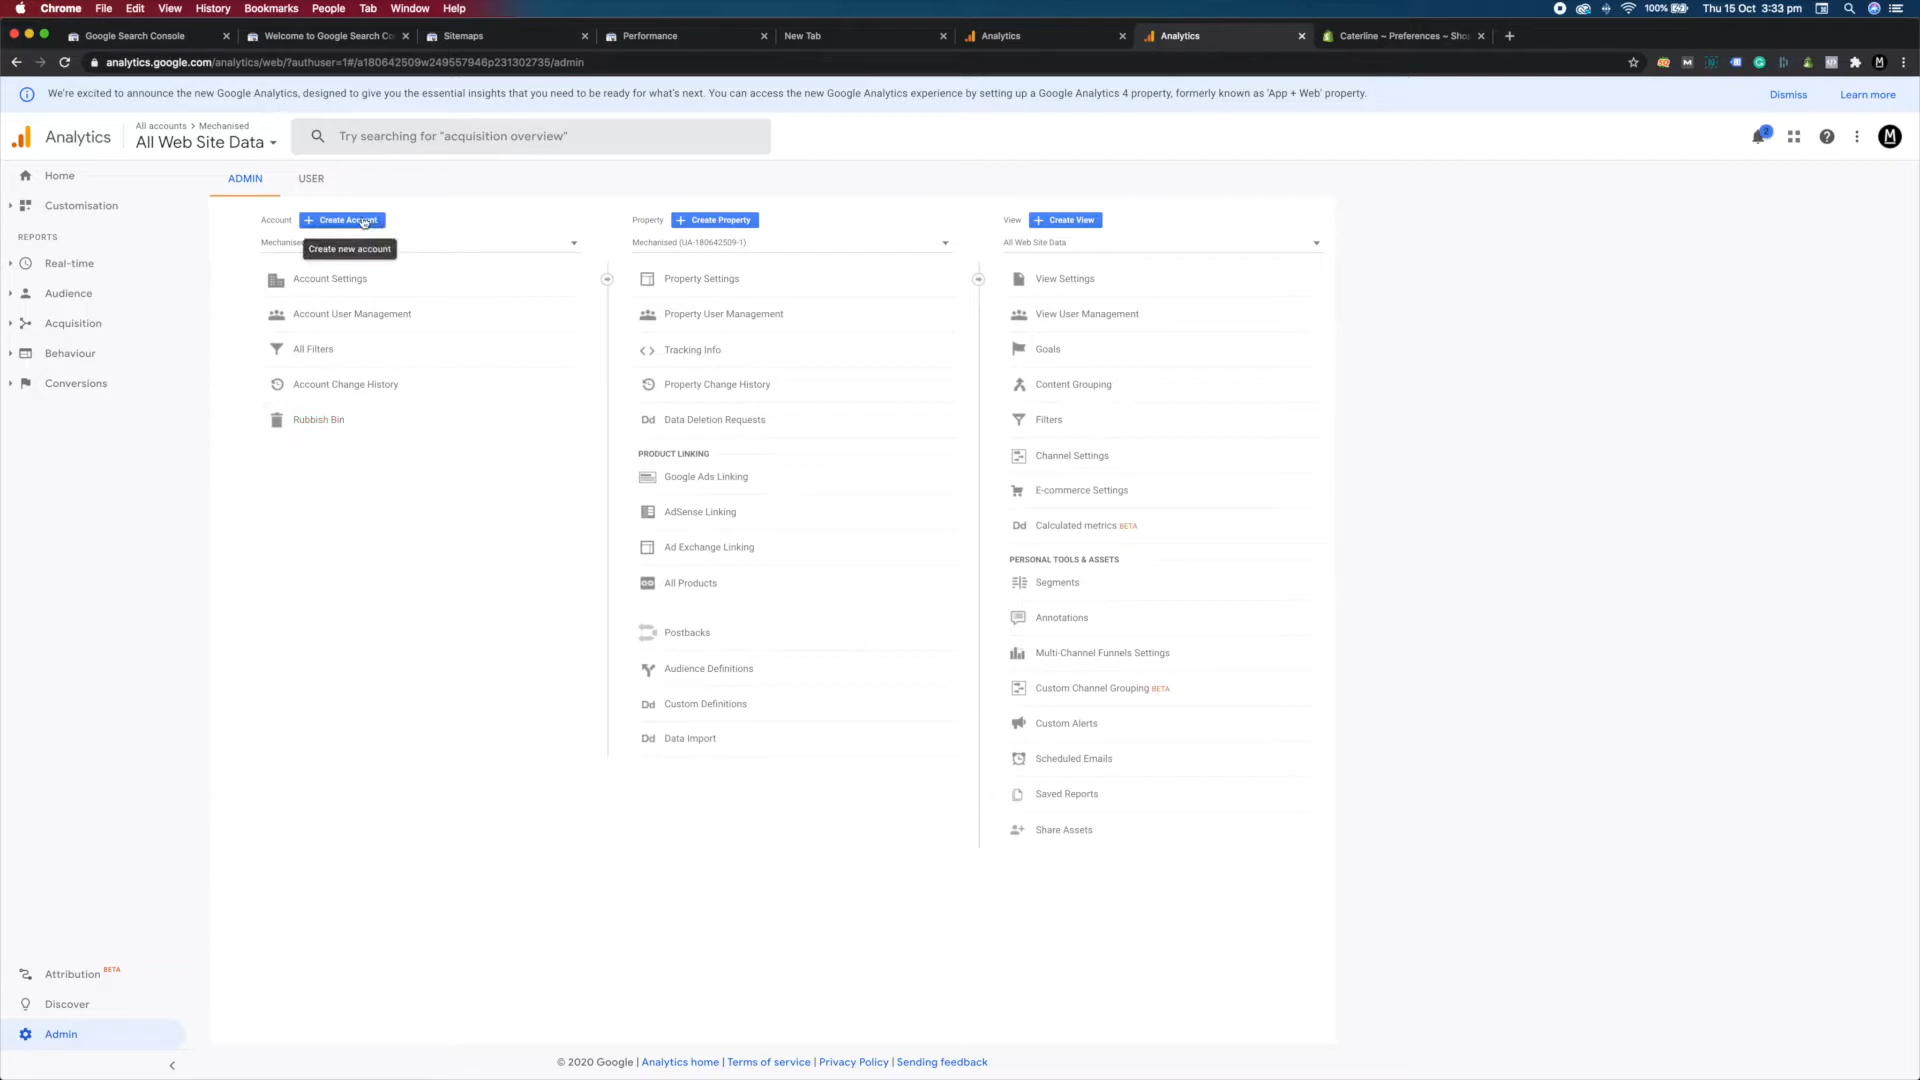 Chrome File Edit View History Bookmarks People Tab Window Help 100% Thu 15 Oct 3:33 pm
Google Search Console Welcome to Google Search Co Sitemaps Performance New Tab Analytics Analytics Caterline ~ Preferences ~ Sho
analytics.google.com/analytics/web/?authuser=1#/a180642509w249557946p231302735/admin
We're excited to announce the new Google Analytics, designed to give you the essential insights that you need to be ready for what's next. You can access the new Google Analytics experience by setting up a Google Analytics 4 property, formerly known as 'App + Web' property. Dismiss Learn more
Analytics
All accounts > Mechanised
All Web Site Data
Try searching for "acquisition overview"
2
M
Home
Customisation
REPORTS
Real-time
Audience
Acquisition
Behaviour
Conversions
Attribution BETA
Discover
Admin
ADMIN USER
Account + Create Account
Mechanised
Create new account
Account Settings
Account User Management
All Filters
Account Change History
Rubbish Bin
Property + Create Property
Mechanised (UA-180642509-1)
Property Settings
Property User Management
Tracking Info
Property Change History
Dd Data Deletion Requests
PRODUCT LINKING
Google Ads Linking
AdSense Linking
Ad Exchange Linking
All Products
Postbacks
Audience Definitions
Dd Custom Definitions
Dd Data Import
View + Create View
All Web Site Data
View Settings
View User Management
Goals
Content Grouping
Filters
Channel Settings
E-commerce Settings
Dd Calculated metrics BETA
PERSONAL TOOLS & ASSETS
Segments
Annotations
Multi-Channel Funnels Settings
Custom Channel Grouping BETA
Custom Alerts
Scheduled Emails
Saved Reports
Share Assets
© 2020 Google | Analytics home | Terms of service | Privacy Policy | Sending feedback